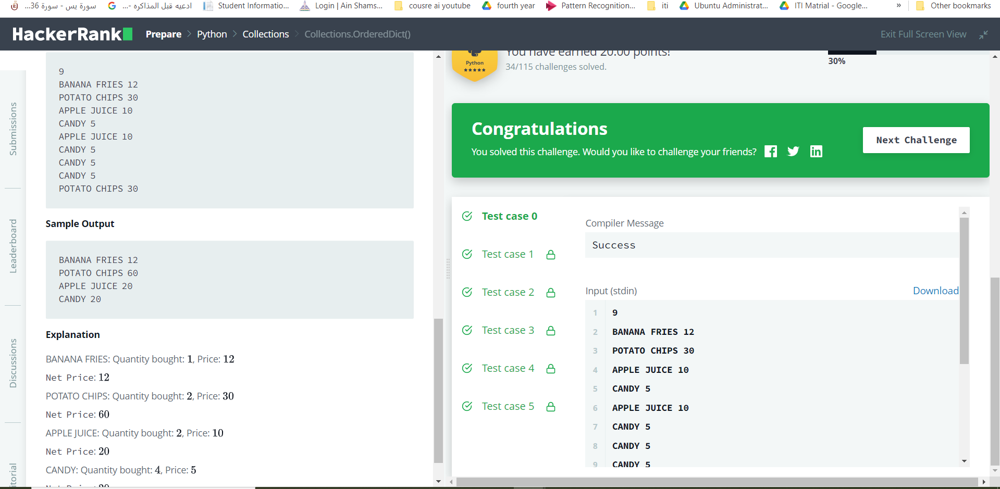 36... سورة يس - سورة
ادعيه قبل المذاكره -...
Student Informatio...
Login | Ain Shams...
cousre ai youtube
fourth year
Pattern Recognition...
iti
Ubuntu Administrat...
ITI Matrial - Google...
»
Other bookmarks
HackerRank
Prepare > Python > Collections > Collections.OrderedDict()
Exit Full Screen View
Submissions
Leaderboard
Discussions
9
BANANA FRIES 12
POTATO CHIPS 30
APPLE JUICE 10
CANDY 5
APPLE JUICE 10
CANDY 5
CANDY 5
CANDY 5
POTATO CHIPS 30
Sample Output
BANANA FRIES 12
POTATO CHIPS 60
APPLE JUICE 20
CANDY 20
Explanation
BANANA FRIES: Quantity bought: 1, Price: 12
Net Price: 12
POTATO CHIPS: Quantity bought: 2, Price: 30
Net Price: 60
APPLE JUICE: Quantity bought: 2, Price: 10
Net Price: 20
CANDY: Quantity bought: 4, Price: 5
Net Price: 20
Python
You have earned 20.00 points!
34/115 challenges solved.
30%
Congratulations
You solved this challenge. Would you like to challenge your friends?
Next Challenge
Test case 0
Test case 1
Test case 2
Test case 3
Test case 4
Test case 5
Compiler Message
Success
Input (stdin)
Download
1 9
2 BANANA FRIES 12
3 POTATO CHIPS 30
4 APPLE JUICE 10
5 CANDY 5
6 APPLE JUICE 10
7 CANDY 5
8 CANDY 5
9 CANDY 5